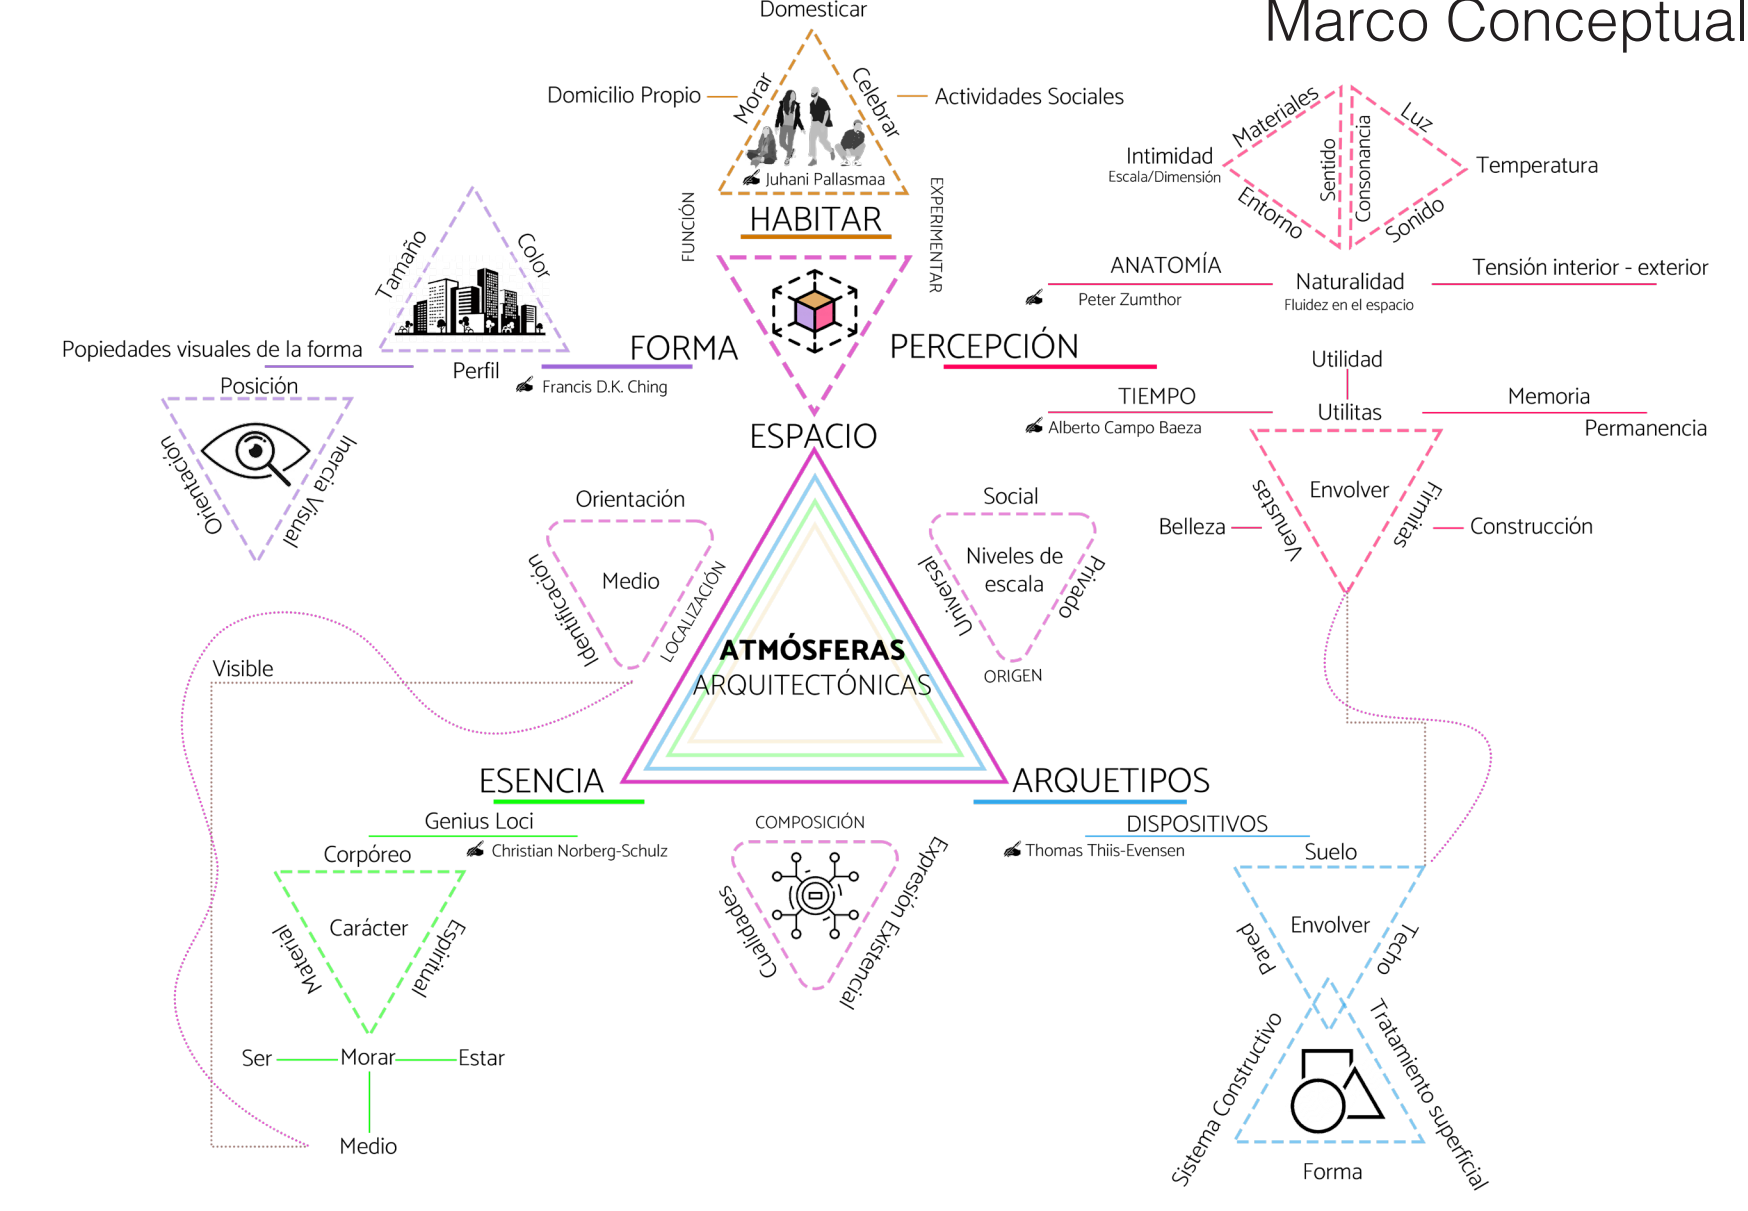 Marco Conceptual
Domesticar
Domicilio Propio
Morar
Celebrar
Actividades Sociales
Juhani Pallasmaa
HABITAR
FUNCIÓN
EXPERIMENTAR
Materiales
Luz
Intimidad
Escala/Dimensión
Sentido
Consonancia
Temperatura
Entorno
Sonido
ANATOMÍA
Peter Zumthor
Naturalidad
Fluidez en el espacio
Tensión interior - exterior
Tamaño
Color
Popiedades visuales de la forma
Perfil
FORMA
Francis D.K. Ching
PERCEPCIÓN
Posición
Orientación
Inercia Visual
Utilidad
TIEMPO
Alberto Campo Baeza
Utilitas
Memoria
Permanencia
Envolver
Venustas
Firmitas
Belleza
Construcción
ESPACIO
Orientación
Medio
Identificación
LOCALIZACIÓN
Social
Niveles de
escala
Universal
Privado
ORIGEN
ATMÓSFERAS
ARQUITECTÓNICAS
Visible
ESENCIA
Genius Loci
Christian Norberg-Schulz
Corpóreo
Carácter
Material
Espiritual
Ser
Morar
Estar
Medio
COMPOSICIÓN
Cualidades
Expresión Existencial
ARQUETIPOS
DISPOSITIVOS
Thomas Thiis-Evensen
Suelo
Envolver
Pared
Techo
Sistema Constructivo
Tratamiento superficial
Forma